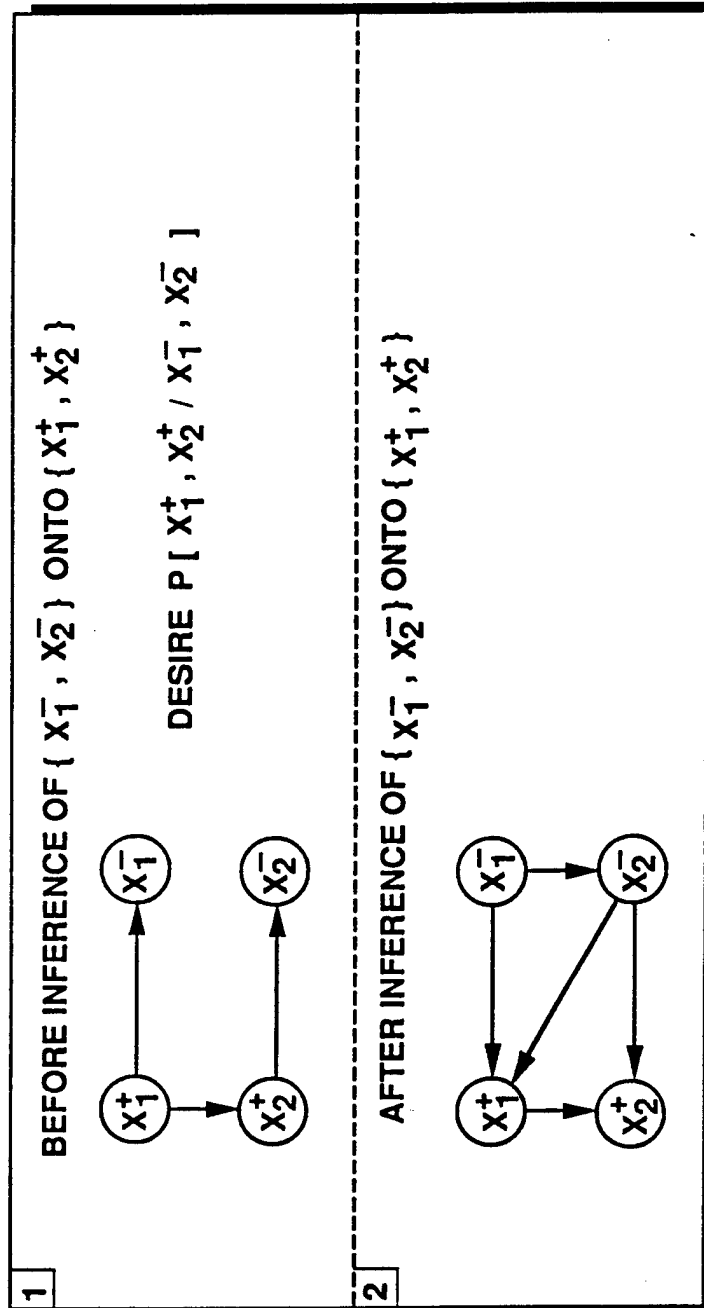 1
BEFORE INFERENCE OF { X₁⁻ , X₂⁻ } ONTO { X₁⁺ , X₂⁺ }
X₁⁺ X₁⁻
DESIRE P [ X₁⁺ , X₂⁺ / X₁⁻ , X₂⁻ ]
X₂⁺ X₂⁻
2
AFTER INFERENCE OF { X₁⁻ , X₂⁻ } ONTO { X₁⁺ , X₂⁺ }
X₁⁺ X₁⁻
X₂⁺ X₂⁻